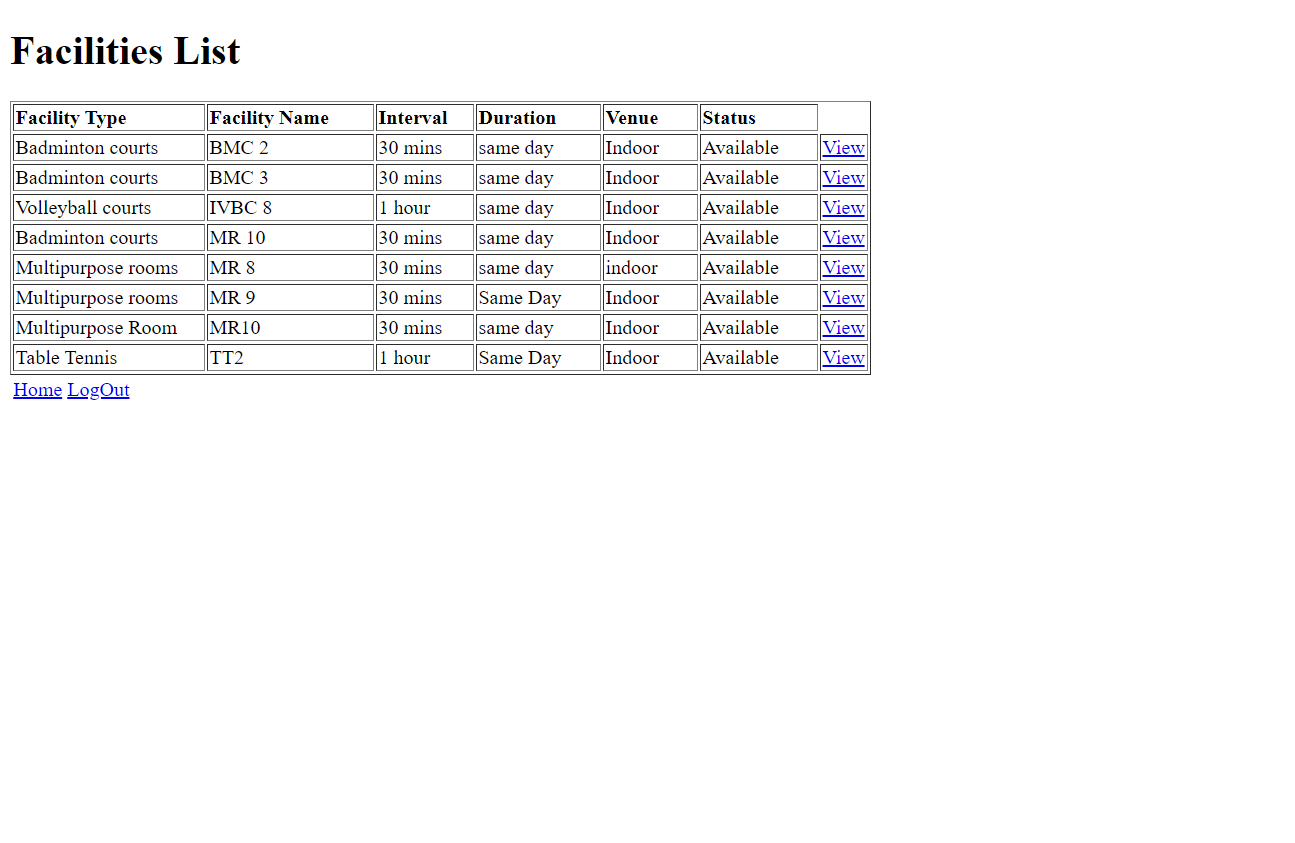 Facilities List
Facility Type Facility Name Interval Duration Venue Status
Badminton courts BMC 2 30 mins same day Indoor Available View
Badminton courts BMC 3 30 mins same day Indoor Available View
Volleyball courts IVBC 8 1 hour same day Indoor Available View
Badminton courts MR 10 30 mins same day Indoor Available View
Multipurpose rooms MR 8 30 mins same day indoor Available View
Multipurpose rooms MR 9 30 mins Same Day Indoor Available View
Multipurpose Room MR10 30 mins same day Indoor Available View
Table Tennis TT2 1 hour Same Day Indoor Available View
Home LogOut